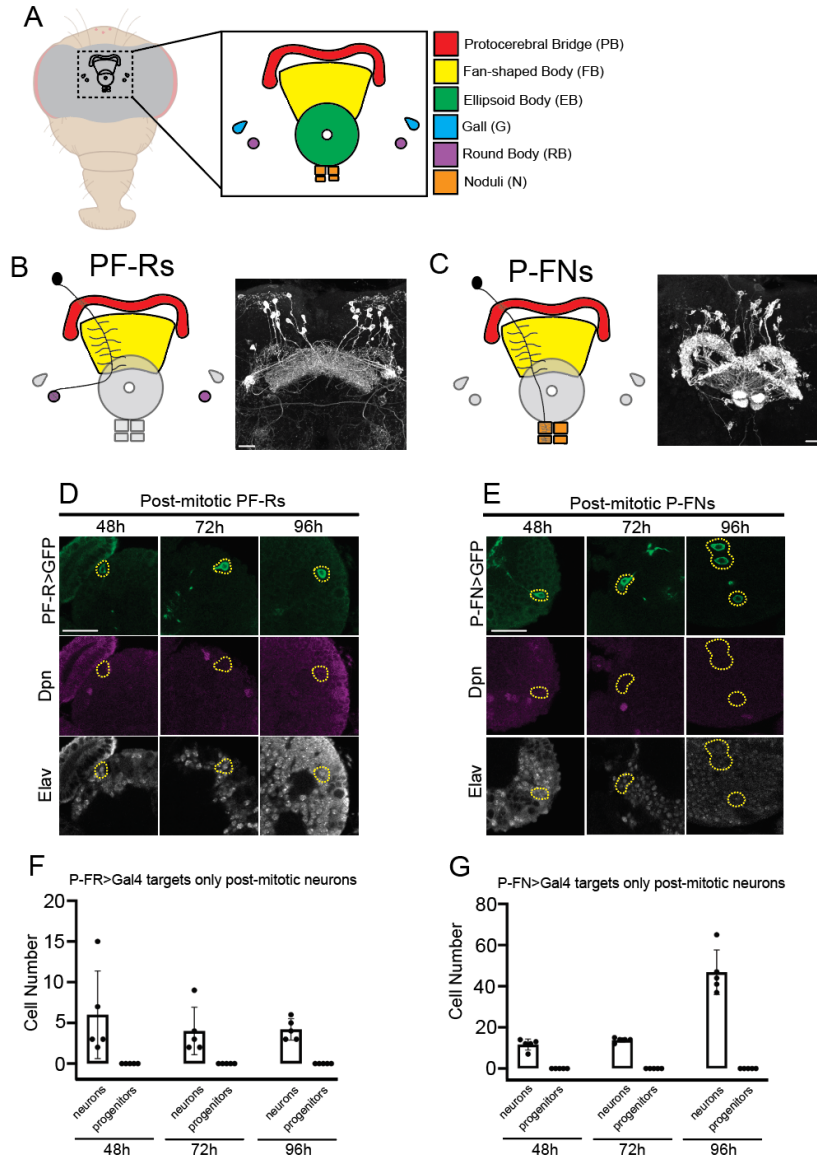 A
Protocerebral Bridge (PB)
Fan-shaped Body (FB)
Ellipsoid Body (EB)
Gall (G)
Round Body (RB)
Noduli (N)
B
PF-Rs
C
P-FNs
D
Post-mitotic PF-Rs
48h 72h 96h
PF-R>GFP
Dpn
Elav
E
Post-mitotic P-FNs
48h 72h 96h
P-FN>GFP
Dpn
Elav
F
P-FR>Gal4 targets only post-mitotic neurons
Cell Number
20
15
10
5
0
neurons progenitors neurons progenitors neurons progenitors
48h 72h 96h
G
P-FN>Gal4 targets only post-mitotic neurons
Cell Number
80
60
40
20
0
neurons progenitors neurons progenitors neurons progenitors
48h 72h 96h